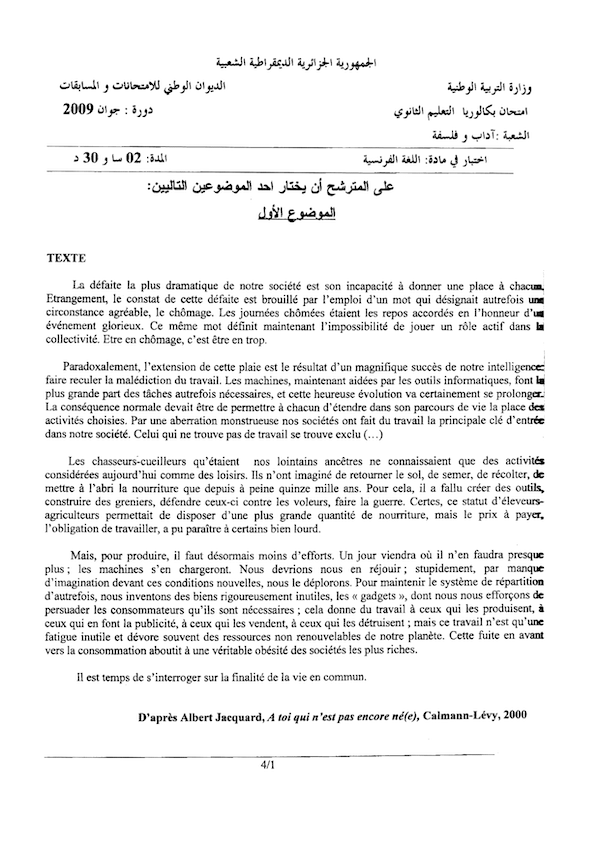 الجمهورية الجزائرية الديمقراطية الشعبية
وزارة التربية الوطنية الديوان الوطني للامتحانات و المسابقات
امتحان بكالوريا التعليم الثانوي دورة : جوان 2009
الشعبة :آداب و فلسفة
اختبار في مادة: اللغة الفرنسية المدة: 02 سا و 30 د
على المترشح أن يختار احد الموضوعين التاليين:
الموضوع الأول
TEXTE
La défaite la plus dramatique de notre société est son incapacité à donner une place à chacun.
Etrangement, le constat de cette défaite est brouillé par l'emploi d'un mot qui désignait autrefois une
circonstance agréable, le chômage. Les journées chômées étaient les repos accordés en l'honneur d'un
événement glorieux. Ce même mot définit maintenant l'impossibilité de jouer un rôle actif dans la
collectivité. Etre en chômage, c'est être en trop.
Paradoxalement, l'extension de cette plaie est le résultat d'un magnifique succès de notre intelligence:
faire reculer la malédiction du travail. Les machines, maintenant aidées par les outils informatiques, font la
plus grande part des tâches autrefois nécessaires, et cette heureuse évolution va certainement se prolonger.
La conséquence normale devait être de permettre à chacun d'étendre dans son parcours de vie la place des
activités choisies. Par une aberration monstrueuse nos sociétés ont fait du travail la principale clé d'entrée
dans notre société. Celui qui ne trouve pas de travail se trouve exclu (…)
Les chasseurs-cueilleurs qu'étaient nos lointains ancêtres ne connaissaient que des activités
considérées aujourd'hui comme des loisirs. Ils n'ont imaginé de retourner le sol, de semer, de récolter, de
mettre à l'abri la nourriture que depuis à peine quinze mille ans. Pour cela, il a fallu créer des outils,
construire des greniers, défendre ceux-ci contre les voleurs, faire la guerre. Certes, ce statut d'éleveurs-
agriculteurs permettait de disposer d'une plus grande quantité de nourriture, mais le prix à payer,
l'obligation de travailler, a pu paraître à certains bien lourd.
Mais, pour produire, il faut désormais moins d'efforts. Un jour viendra où il n'en faudra presque
plus ; les machines s'en chargeront. Nous devrions nous en réjouir ; stupidement, par manque
d'imagination devant ces conditions nouvelles, nous le déplorons. Pour maintenir le système de répartition
d'autrefois, nous inventons des biens rigoureusement inutiles, les « gadgets », dont nous nous efforçons de
persuader les consommateurs qu'ils sont nécessaires ; cela donne du travail à ceux qui les produisent, à
ceux qui en font la publicité, à ceux qui les vendent, à ceux qui les détruisent ; mais ce travail n'est qu'une
fatigue inutile et dévore souvent des ressources non renouvelables de notre planète. Cette fuite en avant
vers la consommation aboutit à une véritable obésité des sociétés les plus riches.
Il est temps de s'interroger sur la finalité de la vie en commun.
D'après Albert Jacquard, A toi qui n'est pas encore né(e), Calmann-Lévy, 2000
4/1